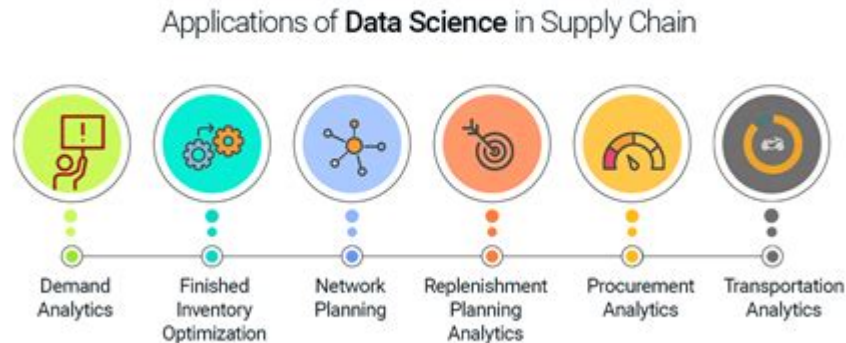 Applications of Data Science in Supply Chain
!
Demand
Analytics
Finished
Inventory
Optimization
Network
Planning
Replenishment
Planning
Analytics
Procurement
Analytics
Transportation
Analytics